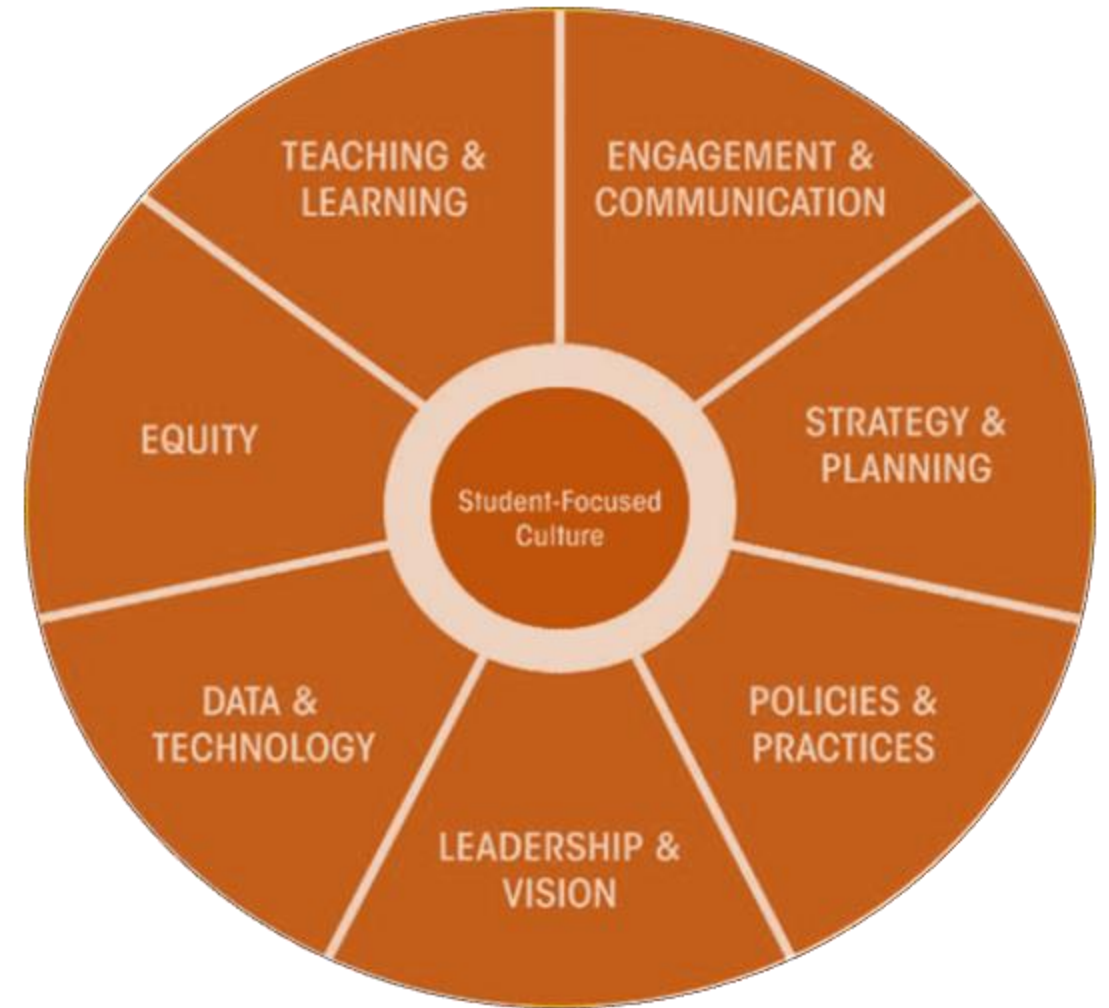 TEACHING &
LEARNING
ENGAGEMENT &
COMMUNICATION
EQUITY
STRATEGY &
PLANNING
Student-Focused
Culture
DATA &
TECHNOLOGY
POLICIES &
PRACTICES
LEADERSHIP &
VISION